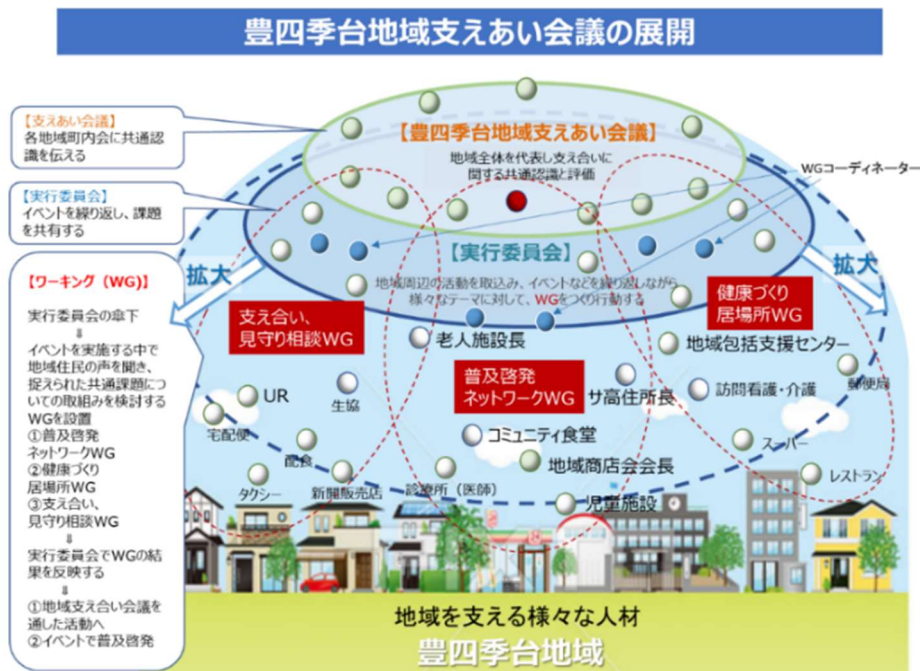 豊四季台地域支えあい会議の展開
【支えあい会議】
各地域町内会に共通認
識を伝える
【実行委員会】
イベントを繰り返し、課題
を共有する
【ワーキング（WG)】
実行委員会の傘下
⇓
イベントを実施する中で
地域住民の声を聞き、
捉えられた共通課題につい
ての取組みを検討する
WGを設置
①普及啓発
ネットワークWG
②健康づくり
居場所WG
③支え合い、
見守り相談WG
⇓
実行委員会でWGの結
果を反映する
⇓
①地域支え合い会議を
通した活動へ
②イベントで普及啓発
【豊四季台地域支えあい会議】
地域全体を代表し支え合いに
関する共通認識と評価
WGコーディネーター
【実行委員会】
地域周辺の活動を取込み、イベントなどを繰り返しながら
様々なテーマに対して、WGをつくり行動する
拡大
拡大
支え合い、
見守り相談WG
健康づくり
居場所WG
普及啓発
ネットワークWG
老人施設長
地域包括支援センター
UR
生協
サ高住所長
訪問看護・介護
郵便局
宅配便
配食
コミュニティ食堂
スーパー
タクシー
新聞販売店
診療所（医師）
地域商店会会長
レストラン
児童施設
地域を支える様々な人材
豊四季台地域